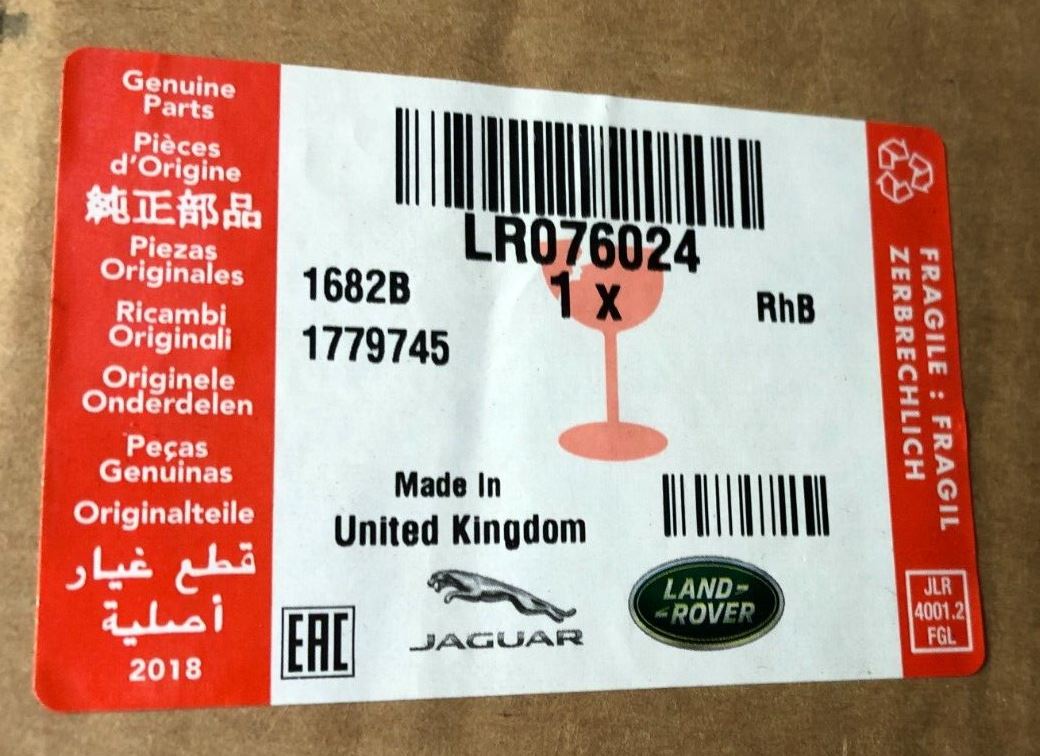 Genuine
Parts
Pièces
d'Origine
純正部品
Piezas
Originales
Ricambi
Originali
Originele
Onderdelen
Peças
Genuinas
Originalteile
قطع غيار
أصلية
2018
LR076024
1 x
1682B
RhB
1779745
Made In
United Kingdom
EAC
JAGUAR
LAND-
-ROVER
FRAGILE : FRAGIL
ZERBRECHLICH
JLR
4001.2
FGL